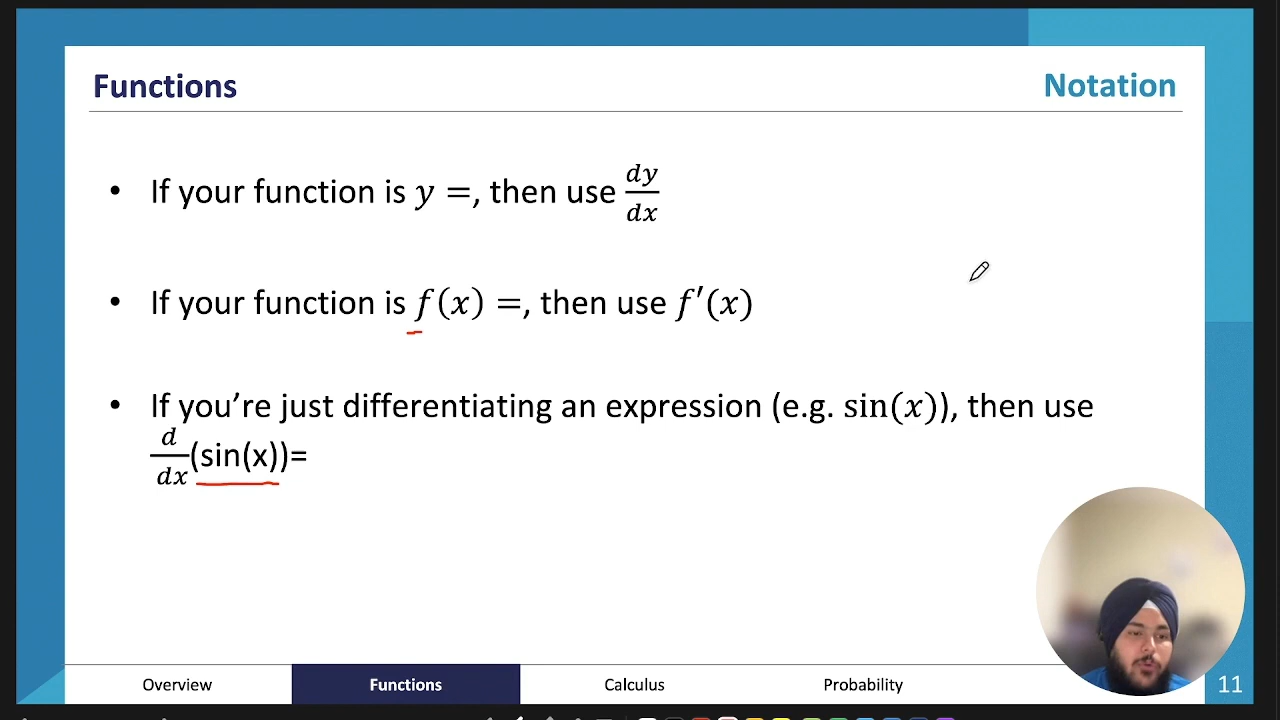 Functions
Notation
• If your function is 𝑦 =, then use 𝑑𝑦/𝑑𝑥
• If your function is 𝑓(𝑥) =, then use 𝑓′(𝑥)
• If you’re just differentiating an expression (e.g. sin(𝑥)), then use
𝑑/𝑑𝑥(sin(x))=
Overview
Functions
Calculus
Probability
11